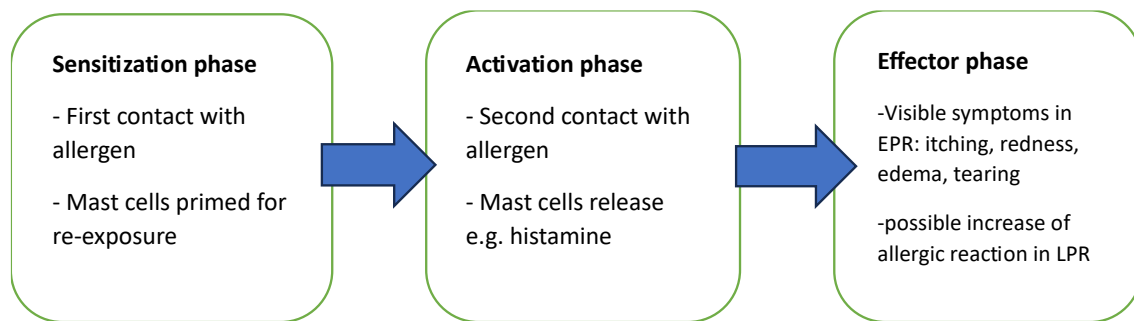 Sensitization phase
- First contact with
allergen
- Mast cells primed for
re-exposure
Activation phase
- Second contact with
allergen
- Mast cells release
e.g. histamine
Effector phase
-Visible symptoms in
EPR: itching, redness,
edema, tearing
-possible increase of
allergic reaction in LPR